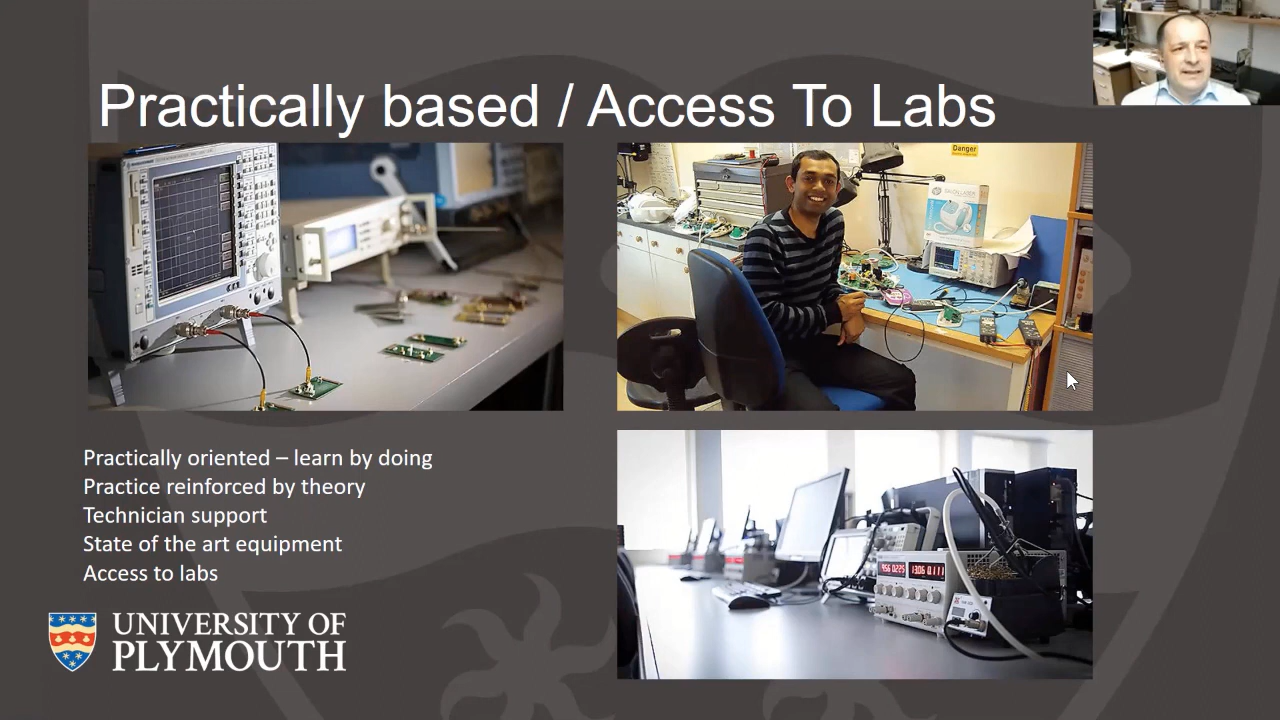 Practically based / Access To Labs
Danger
Practically oriented – learn by doing
Practice reinforced by theory
Technician support
State of the art equipment
Access to labs
UNIVERSITY OF
PLYMOUTH